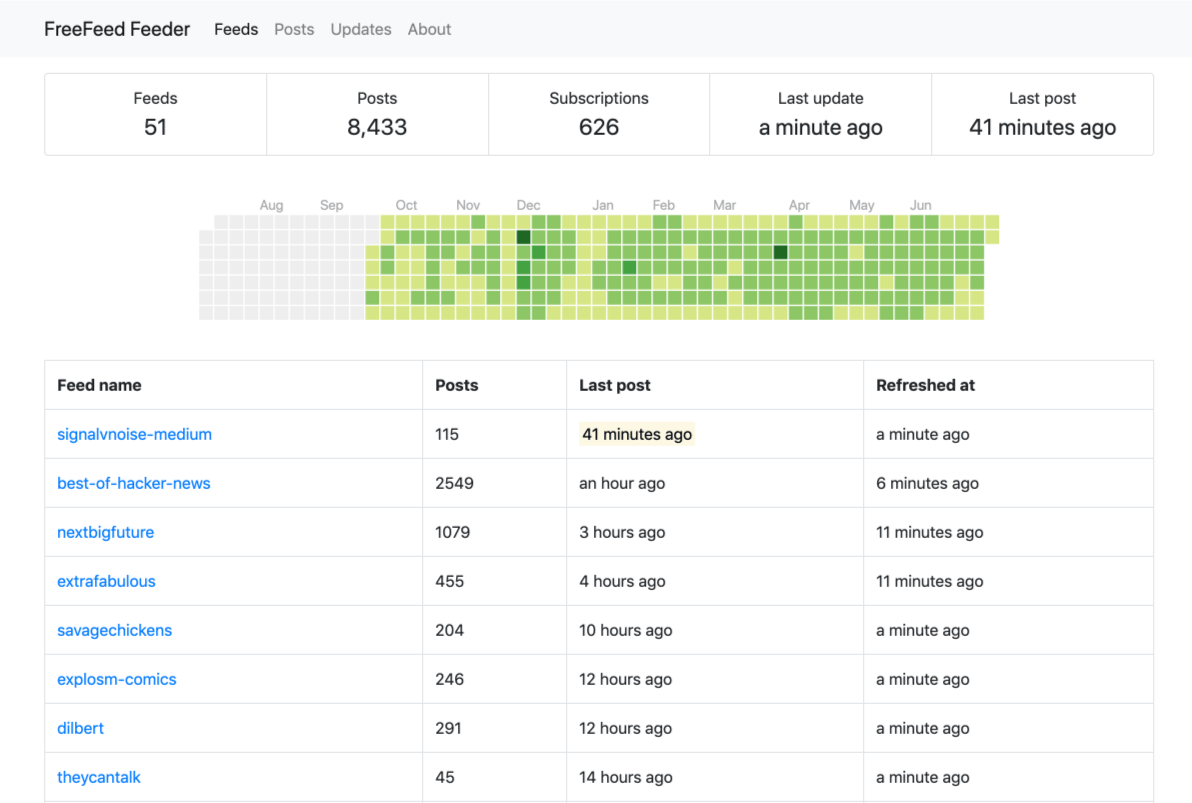 FreeFeed Feeder Feeds Posts Updates About
Feeds Posts Subscriptions Last update Last post
51 8,433 626 a minute ago 41 minutes ago
Aug Sep Oct Nov Dec Jan Feb Mar Apr May Jun
Feed name Posts Last post Refreshed at
signalvnoise-medium 115 41 minutes ago a minute ago
best-of-hacker-news 2549 an hour ago 6 minutes ago
nextbigfuture 1079 3 hours ago 11 minutes ago
extrafabulous 455 4 hours ago 11 minutes ago
savagechickens 204 10 hours ago a minute ago
explosm-comics 246 12 hours ago a minute ago
dilbert 291 12 hours ago a minute ago
theycantalk 45 14 hours ago a minute ago